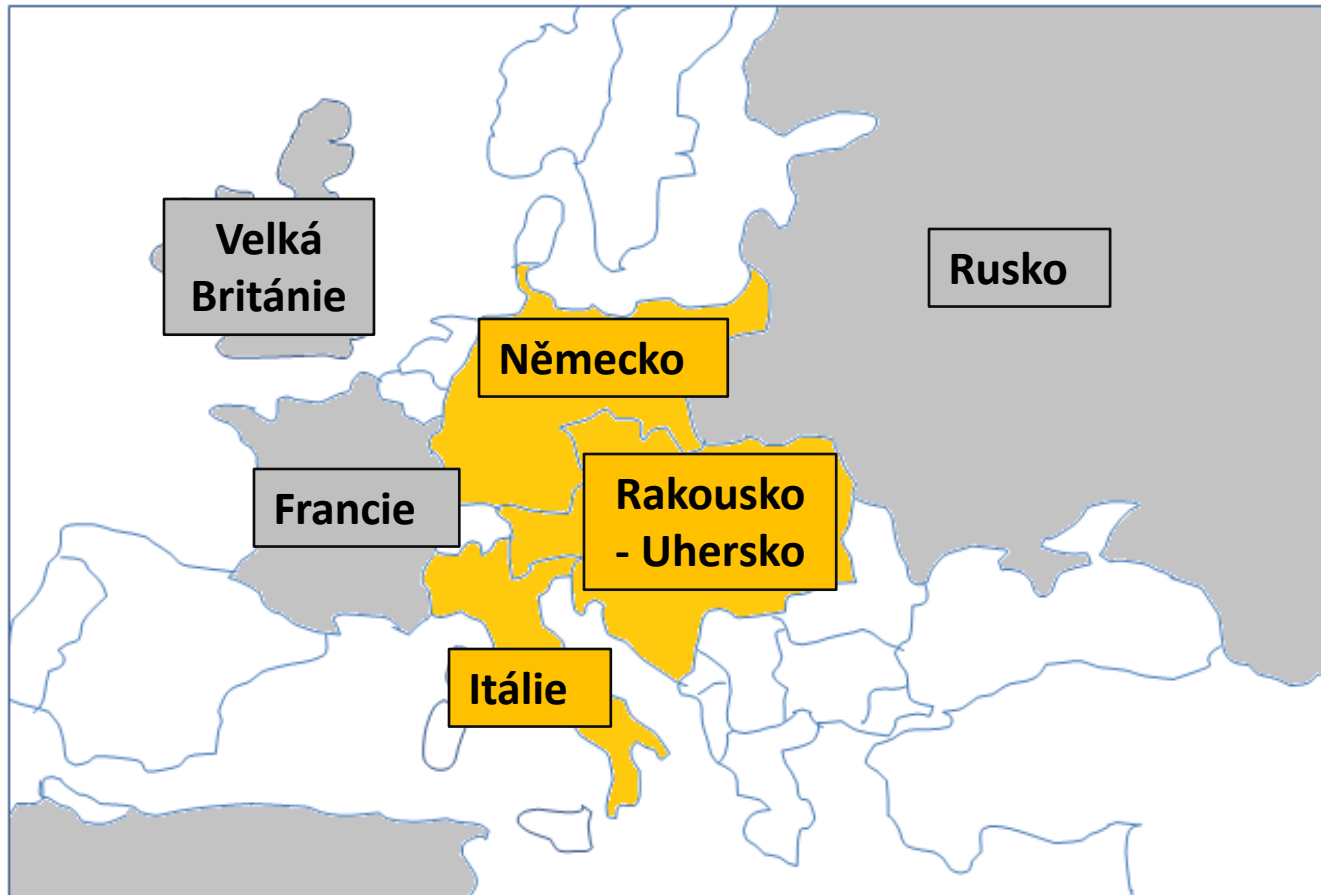 Velká
Británie
Rusko
Německo
Francie
Rakousko
- Uhersko
Itálie